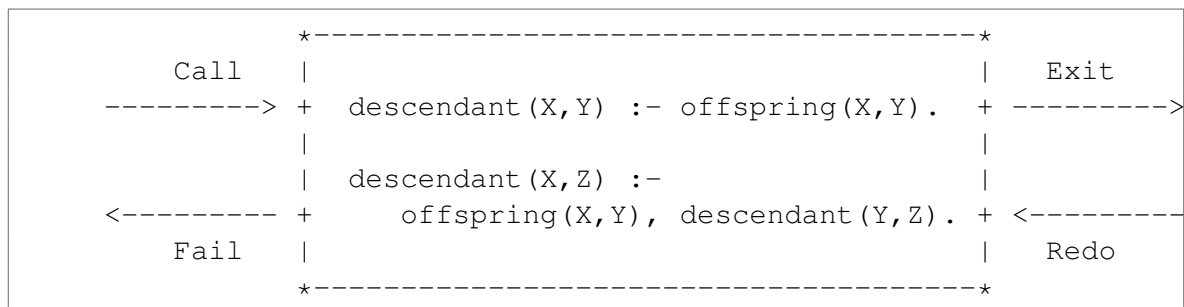 *--------------------------------------*
Call | | Exit
---------> + descendant(X,Y) :- offspring(X,Y). + --------->
| |
| descendant(X,Z) :- |
<--------- + offspring(X,Y), descendant(Y,Z). + <---------
Fail | | Redo
*--------------------------------------*